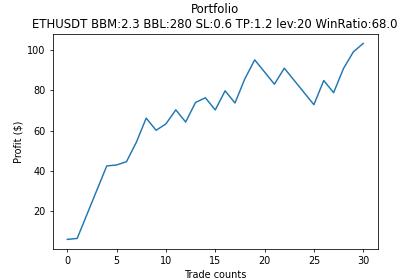 Portfolio
ETHUSDT BBM:2.3 BBL:280 SL:0.6 TP:1.2 lev:20 WinRatio:68.0
Profit ($)
100
80
60
40
20
0 5 10 15 20 25 30
Trade counts